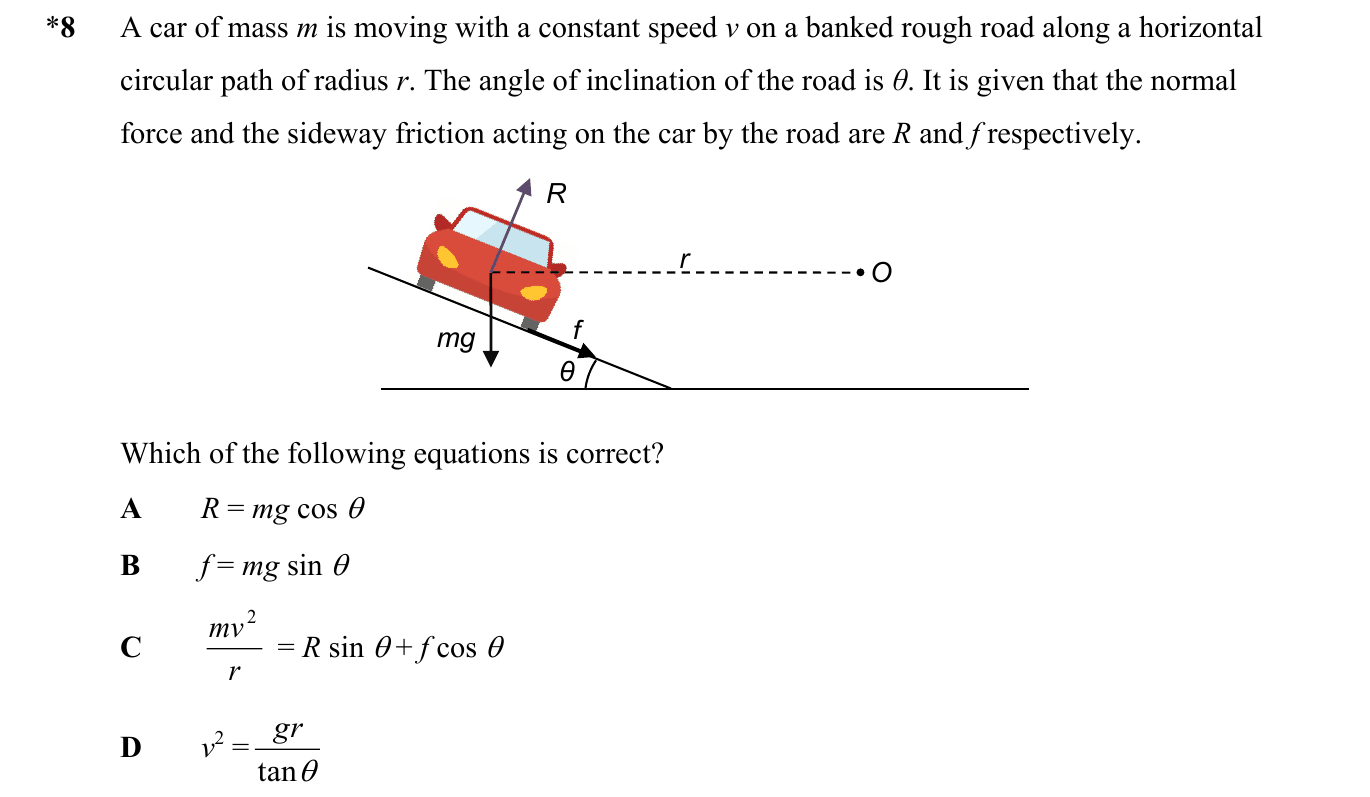 *8 A car of mass m is moving with a constant speed v on a banked rough road along a horizontal
circular path of radius r. The angle of inclination of the road is θ. It is given that the normal
force and the sideway friction acting on the car by the road are R and f respectively.
R
r
O
f
mg
θ
Which of the following equations is correct?
A R = mg cos θ
B f = mg sin θ
C mv²/r = R sin θ + f cos θ
D v² = gr/tan θ